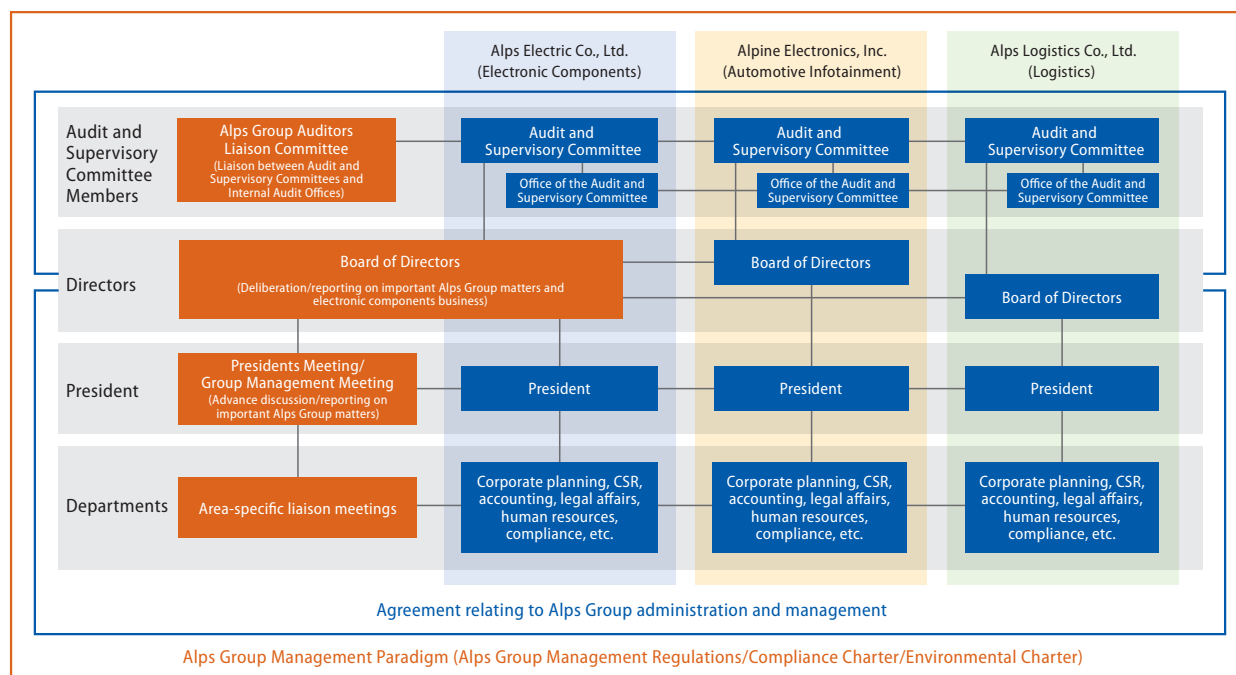 Alps Electric Co., Ltd.
(Electronic Components)
Alpine Electronics, Inc.
(Automotive Infotainment)
Alps Logistics Co., Ltd.
(Logistics)
Audit and
Supervisory
Committee
Members
Alps Group Auditors
Liaison Committee
(Liaison between Audit and
Supervisory Committees and
Internal Audit Offices)
Audit and
Supervisory Committee
Office of the Audit and
Supervisory Committee
Audit and
Supervisory Committee
Office of the Audit and
Supervisory Committee
Audit and
Supervisory Committee
Office of the Audit and
Supervisory Committee
Directors
Board of Directors
(Deliberation/reporting on important Alps Group matters and
electronic components business)
Board of Directors
Board of Directors
President
Presidents Meeting/
Group Management Meeting
(Advance discussion/reporting on
important Alps Group matters)
President
President
President
Departments
Area-specific liaison meetings
Corporate planning, CSR,
accounting, legal affairs,
human resources,
compliance, etc.
Corporate planning, CSR,
accounting, legal affairs,
human resources,
compliance, etc.
Corporate planning, CSR,
accounting, legal affairs,
human resources,
compliance, etc.
Agreement relating to Alps Group administration and management
Alps Group Management Paradigm (Alps Group Management Regulations/Compliance Charter/Environmental Charter)